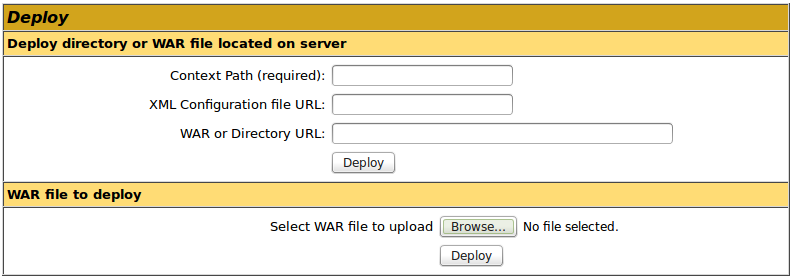 Deploy
Deploy directory or WAR file located on server
Context Path (required):
XML Configuration file URL:
WAR or Directory URL:
Deploy
WAR file to deploy
Select WAR file to upload Browse... No file selected.
Deploy